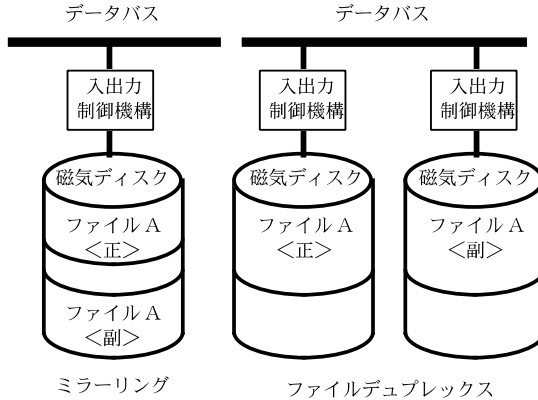 データバス
入出力
制御機構
磁気ディスク
ファイル A
＜正＞
ファイル A
＜副＞
ミラーリング
データバス
入出力
制御機構
磁気ディスク
ファイル A
＜正＞
入出力
制御機構
磁気ディスク
ファイル A
＜副＞
ファイルデュプレックス